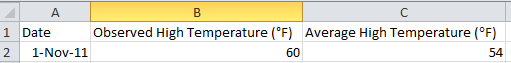 A B C
1 Date Observed High Temperature (°F) Average High Temperature (°F)
2 1-Nov-11 60 54